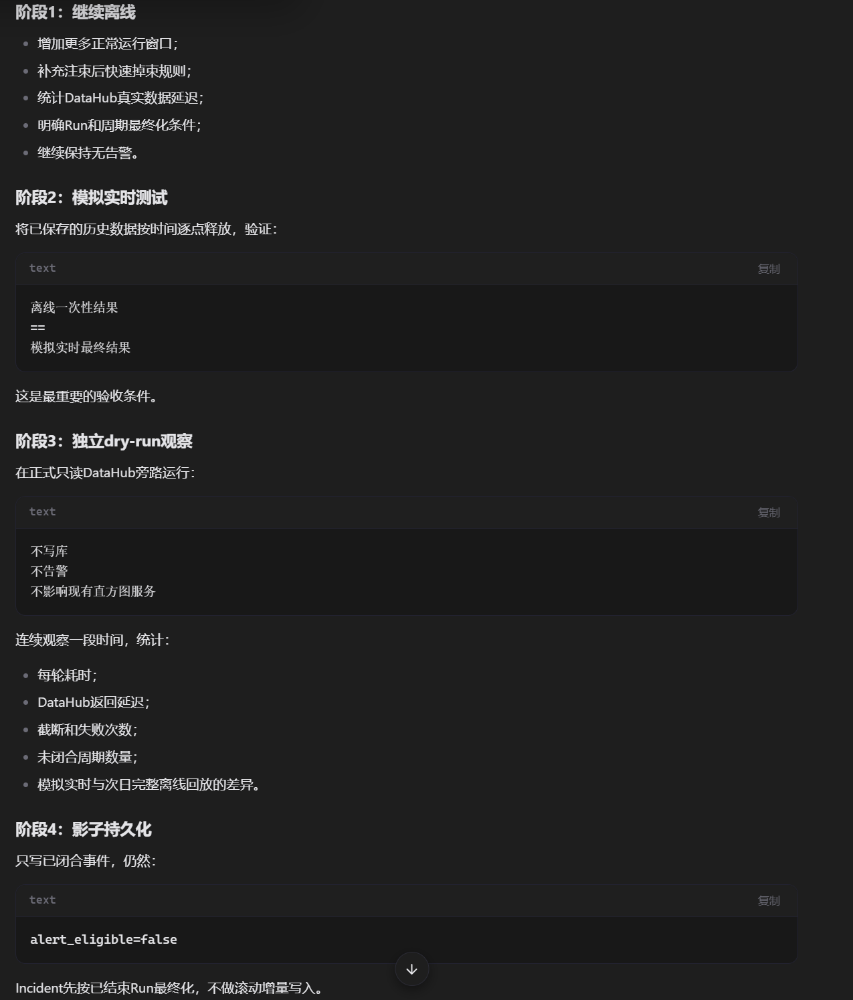 阶段1：继续离线
增加更多正常运行窗口；
补充注束后快速掉束规则；
统计DataHub真实数据延迟；
明确Run和周期最终化条件；
继续保持无告警。
阶段2：模拟实时测试
将已保存的历史数据按时间逐点释放，验证：
text
复制
离线一次性结果
==
模拟实时最终结果
这是最重要的验收条件。
阶段3：独立dry-run观察
在正式只读DataHub旁路运行：
text
复制
不写库
不告警
不影响现有直方图服务
连续观察一段时间，统计：
每轮耗时；
DataHub返回延迟；
截断和失败次数；
未闭合周期数量；
模拟实时与次日完整离线回放的差异。
阶段4：影子持久化
只写已闭合事件，仍然：
text
复制
alert_eligible=false
Incident先按已结束Run最终化，不做滚动增量写入。